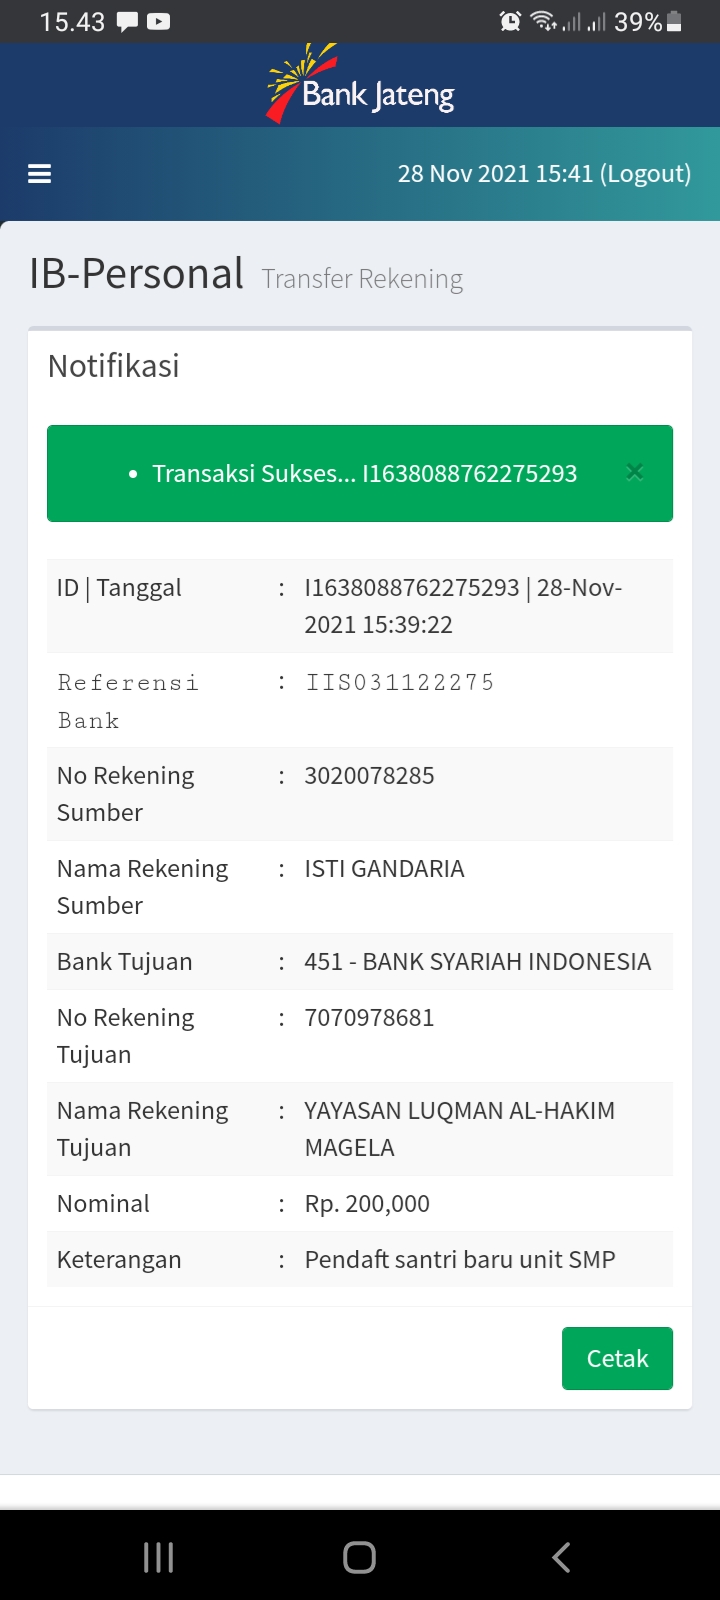 15.43
39%
Bank Jateng
28 Nov 2021 15:41 (Logout)
IB-Personal Transfer Rekening
Notifikasi
• Transaksi Sukses... I1638088762275293 ×
ID | Tanggal : I1638088762275293 | 28-Nov-
2021 15:39:22
Referensi : IIS031122275
Bank
No Rekening : 3020078285
Sumber
Nama Rekening : ISTI GANDARIA
Sumber
Bank Tujuan : 451 - BANK SYARIAH INDONESIA
No Rekening : 7070978681
Tujuan
Nama Rekening : YAYASAN LUQMAN AL-HAKIM
Tujuan MAGELA
Nominal : Rp. 200,000
Keterangan : Pendaft santri baru unit SMP
Cetak